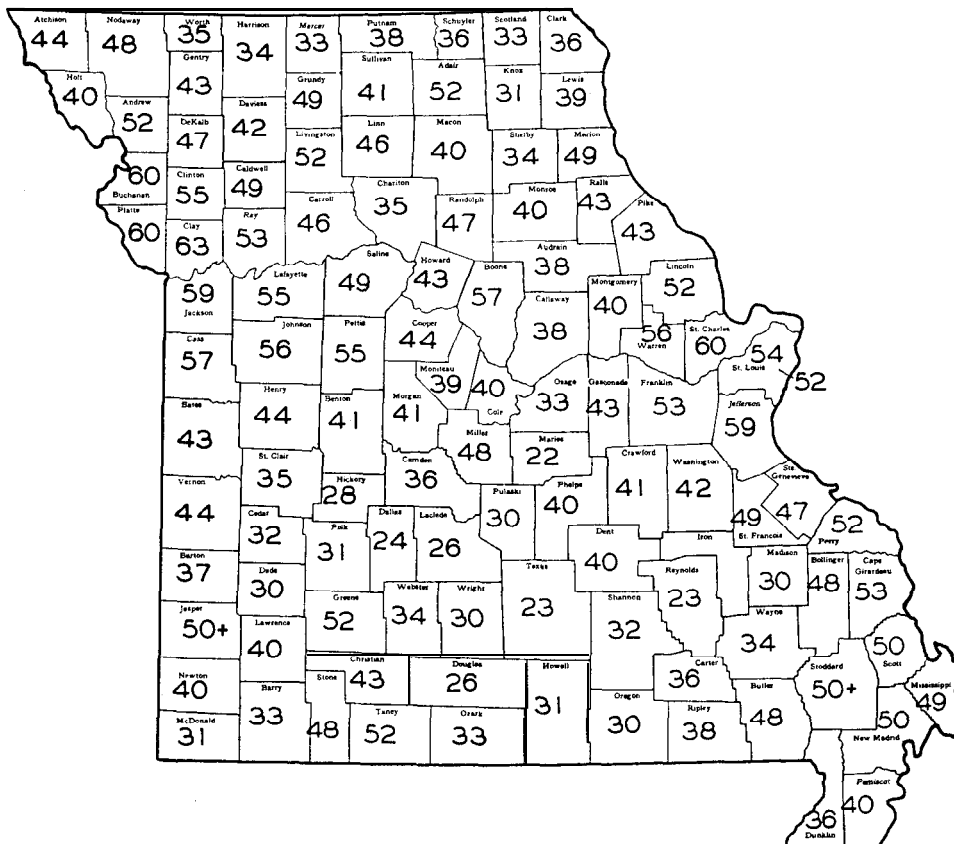 Atchison
44
Nodaway
48
Worth
35
Harrison
34
Mercer
33
Putnam
38
Schuyler
36
Scotland
33
Clark
36
Holt
40
Andrew
52
Gentry
43
DeKalb
47
Daviess
42
Grundy
49
Sullivan
41
Adair
52
Knox
31
Lewis
39
Livingston
52
Linn
46
Macon
40
Shelby
34
Marion
49
60
Buchanan
Clinton
55
Caldwell
49
Platte
60
Clay
63
Ray
53
Carroll
46
Chariton
35
Randolph
47
Monroe
40
Ralls
43
Pike
43
Audrain
38
59
Jackson
Lafayette
55
Saline
49
Howard
43
Boone
57
Callaway
38
Montgomery
40
Lincoln
52
56
Warren
St. Charles
60
54
St. Louis
52
Cass
57
Johnson
56
Pettis
55
Cooper
44
Moniteau
39
40
Cole
Osage
33
Gasconade
43
Franklin
53
Jefferson
59
Bates
43
Henry
44
Benton
41
Morgan
41
Miller
48
Maries
22
Crawford
41
Washington
42
Ste.
Genevieve
47
49
St. Francois
52
Perry
Vernon
44
St. Clair
35
Hickory
28
Camden
36
Pulaski
30
Phelps
40
Dent
40
Iron
Madison
30
Bollinger
48
Cape
Girardeau
53
Cedar
32
Polk
31
Dallas
24
Laclede
26
Texas
23
Reynolds
23
Barton
37
Dade
30
Greene
52
Webster
34
Wright
30
Shannon
32
Wayne
34
Jasper
50+
Lawrence
40
Christian
43
Douglas
26
Howell
31
Carter
36
Stoddard
50+
50
Scott
Mississippi
49
Newton
40
Barry
33
Stone
48
Taney
52
Ozark
33
Oregon
30
Ripley
38
Butler
48
50
New Madrid
McDonald
31
Pemiscot
40
36
Dunklin